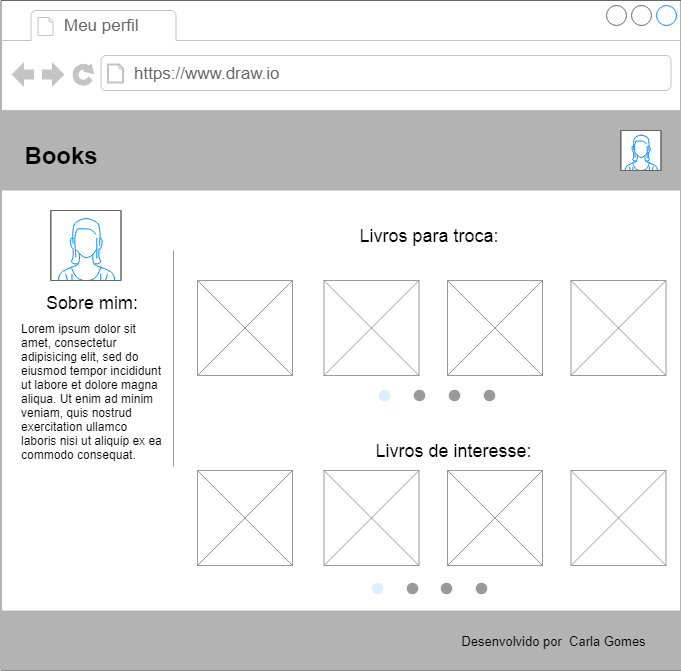 Meu perfil
https://www.draw.io
Books
Livros para troca:
Sobre mim:
Lorem ipsum dolor sit
amet, consectetur
adipisicing elit, sed do
eiusmod tempor incididunt
ut labore et dolore magna
aliqua. Ut enim ad minim
veniam, quis nostrud
exercitation ullamco
laboris nisi ut aliquip ex ea
commodo consequat.
Livros de interesse:
Desenvolvido por  Carla Gomes